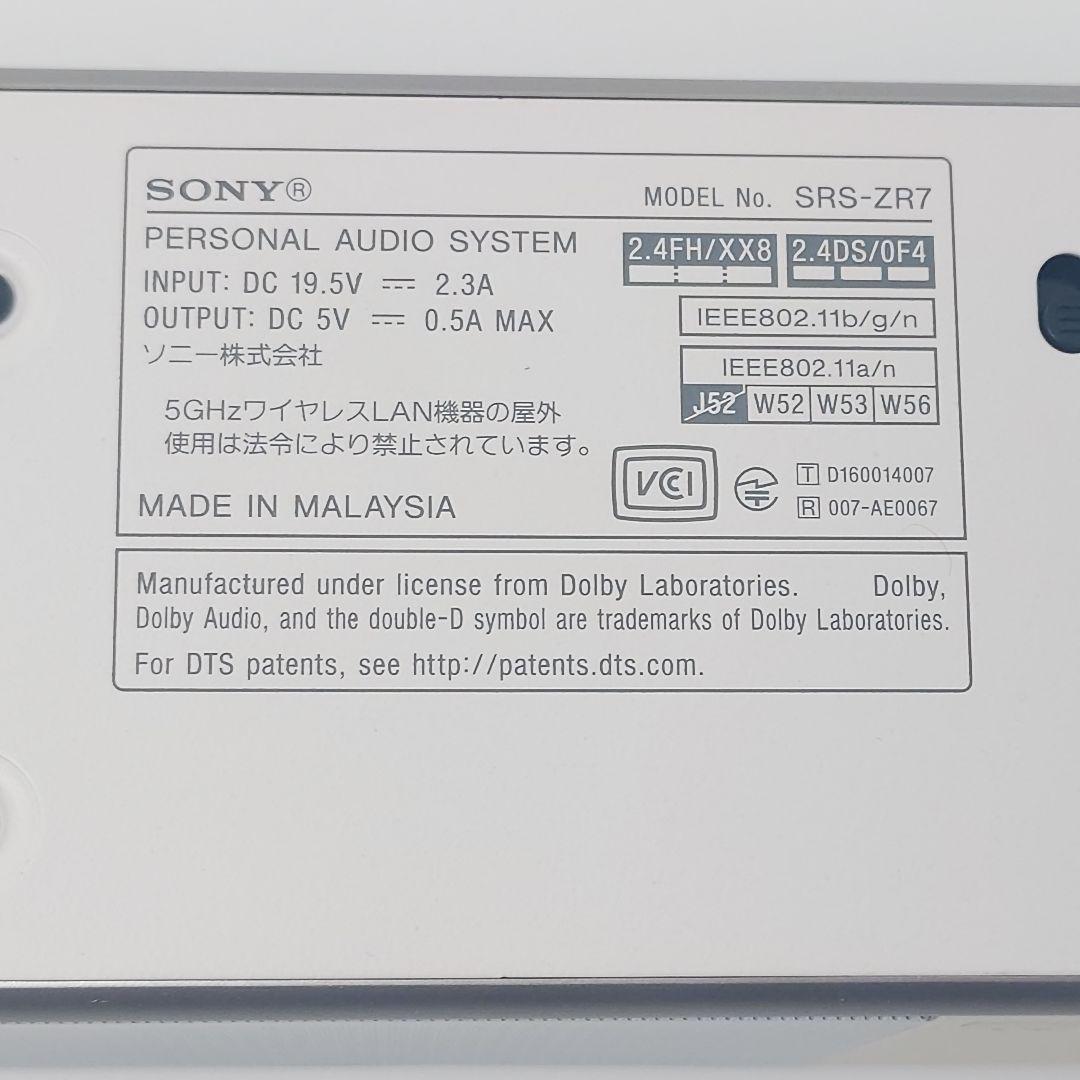 SONY®
MODEL No. SRS-ZR7
PERSONAL AUDIO SYSTEM
2.4FH/XX8
2.4DS/OF4
INPUT: DC 19.5V ⎓ 2.3A
OUTPUT: DC 5V ⎓ 0.5A MAX
IEEE802.11b/g/n
ソニー株式会社
IEEE802.11a/n
J52 W52 W53 W56
5GHzワイヤレスLAN機器の屋外
使用は法令により禁止されています。
VCCI
T D160014007
R 007-AE0067
MADE IN MALAYSIA
Manufactured under license from Dolby Laboratories. Dolby,
Dolby Audio, and the double-D symbol are trademarks of Dolby Laboratories.
For DTS patents, see http://patents.dts.com.